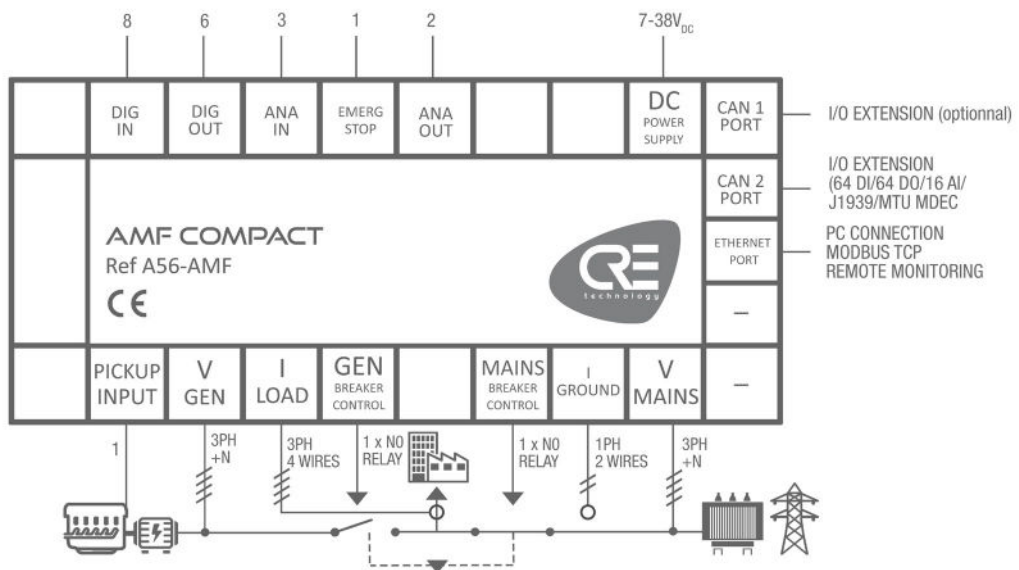 8
6
3
1
2
7-38VDC
DIG
IN
DIG
OUT
ANA
IN
EMERG
STOP
ANA
OUT
DC
POWER
SUPPLY
CAN 1
PORT
I/O EXTENSION (optionnal)
CAN 2
PORT
I/O EXTENSION
(64 DI/64 DO/16 AI/
J1939/MTU MDEC
ETHERNET
PORT
PC CONNECTION
MODBUS TCP
REMOTE MONITORING
AMF COMPACT
Ref A56-AMF
CE
CRE
technology
–
–
PICKUP
INPUT
V
GEN
I
LOAD
GEN
BREAKER
CONTROL
MAINS
BREAKER
CONTROL
I
GROUND
V
MAINS
1
3PH
+N
3PH
4 WIRES
1 x NO
RELAY
1 x NO
RELAY
1PH
2 WIRES
3PH
+N